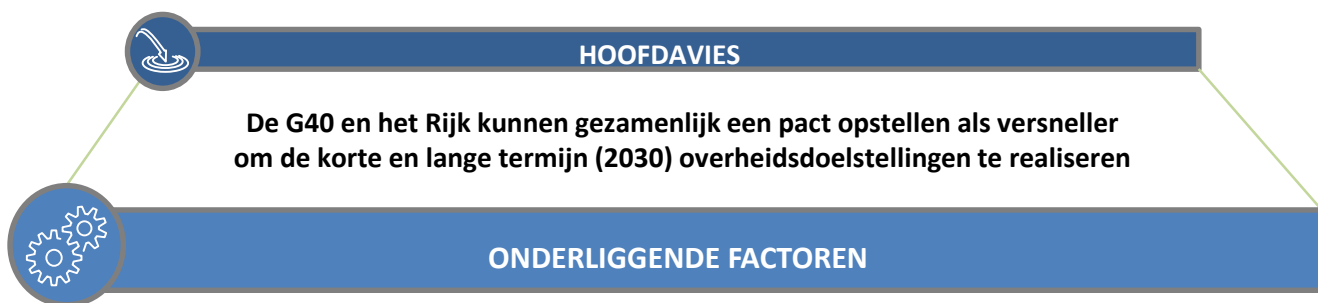 HOOFDAVIES
De G40 en het Rijk kunnen gezamenlijk een pact opstellen als versneller
om de korte en lange termijn (2030) overheidsdoelstellingen te realiseren
ONDERLIGGENDE FACTOREN